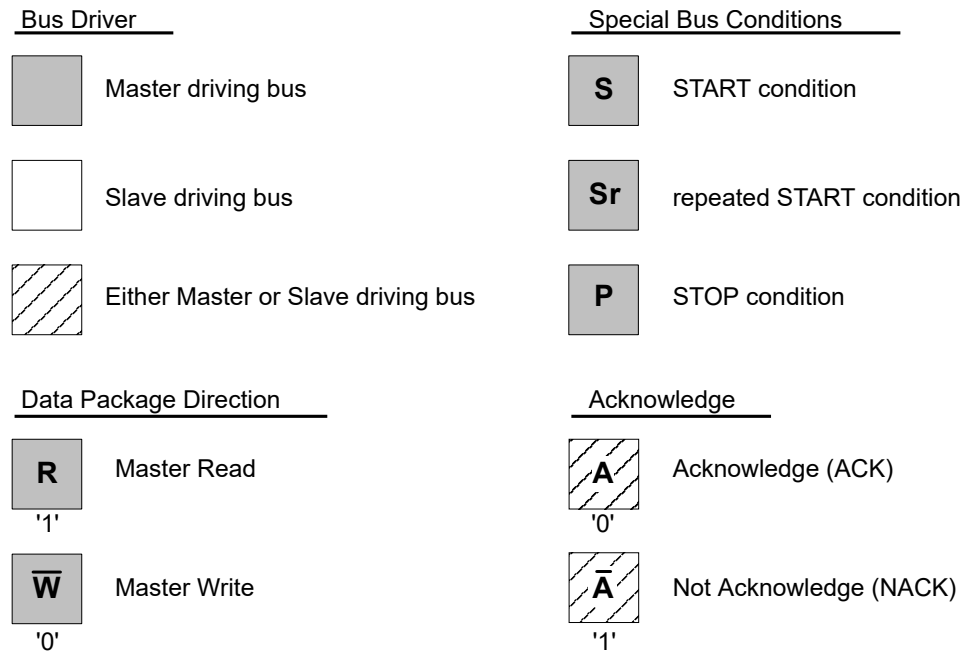 Bus Driver
Master driving bus
Slave driving bus
Either Master or Slave driving bus
Special Bus Conditions
S START condition
Sr repeated START condition
P STOP condition
Data Package Direction
R Master Read
'1'
W̅ Master Write
'0'
Acknowledge
A Acknowledge (ACK)
'0'
A̅ Not Acknowledge (NACK)
'1'